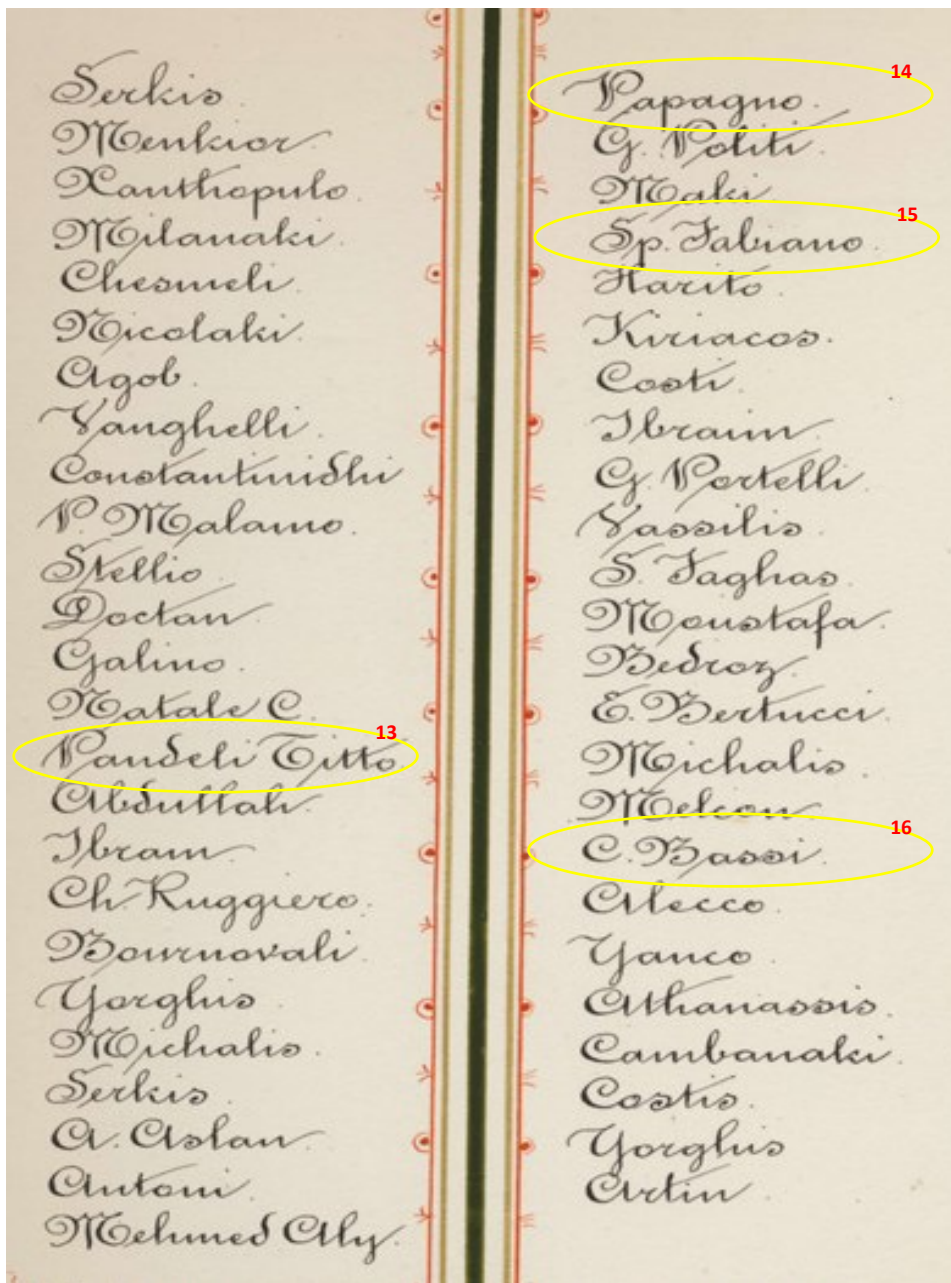 Serkis.
Menkior.
Xanthopulo.
Milanaki.
Chesmeli.
Nicolaki.
Agob.
Vanghelli.
Constantinidhi
P. Malamo.
Stellio.
Doctan.
Galino.
Natale C.
13
Pandeli Titto.
Abdullah.
Ibram.
Ch. Ruggiero.
Bournovali.
Yorghis.
Michalis.
Serkis.
A. Aslan.
Antoni.
Mehmed Aly.
14
Papagno.
G. Politi.
Maki.
15
Sp. Fabiano.
Harito.
Kiriacos.
Costi.
Ibraim.
G. Portelli.
Vassilis.
S. Faghas.
Moustafa.
Bedroz.
E. Bertucci.
Michalis.
Melcon.
16
C. Bassi.
Alecco.
Yanco.
Athanassis.
Cambanaki.
Costis.
Yorghis
Artin.